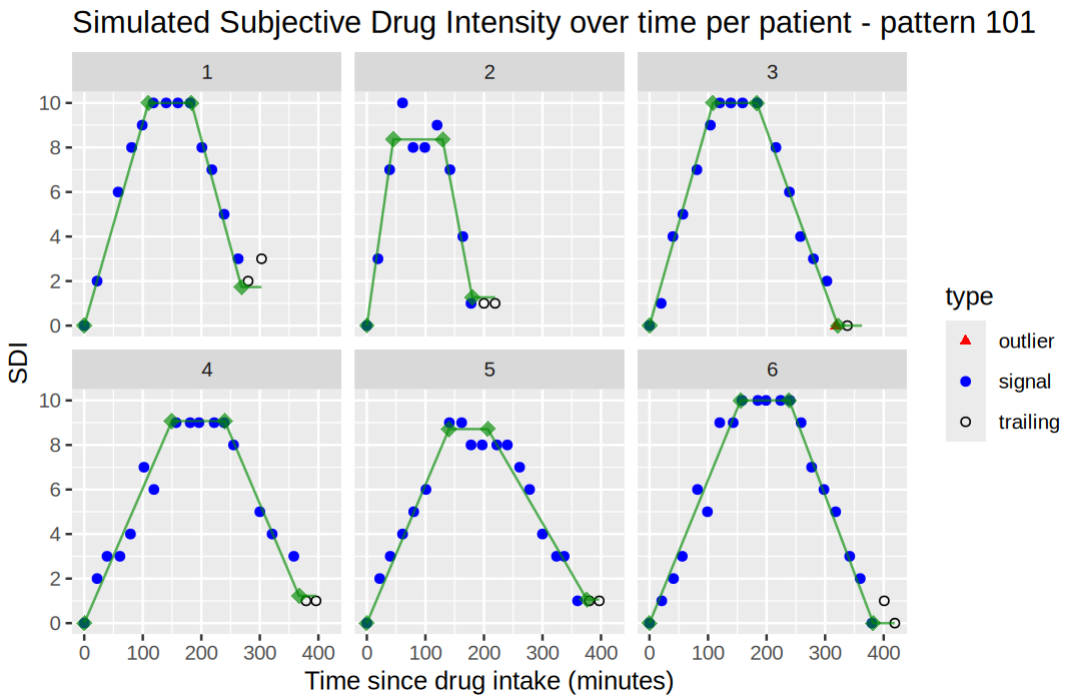 Simulated Subjective Drug Intensity over time per patient - pattern 101
1 2 3
10
8
6
4
2
0
SDI
4 5 6
10
8
6
4
2
0
0 100 200 300 400 0 100 200 300 400 0 100 200 300 400
Time since drug intake (minutes)
type
outlier
signal
trailing